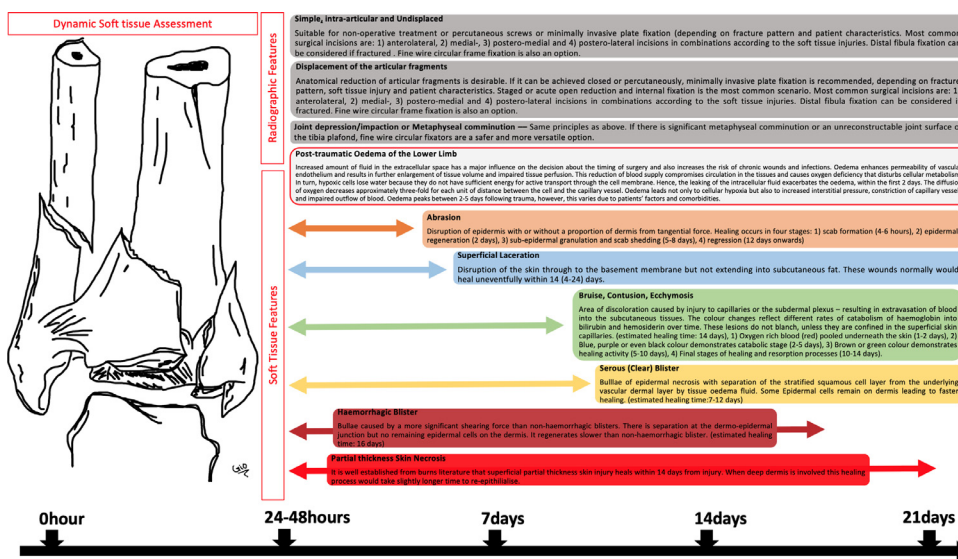 Dynamic Soft tissue Assessment
Radiographic Features
Simple, intra-articular and Undisplaced
Suitable for non-operative treatment or percutaneous screws or minimally invasive plate fixation (depending on fracture pattern and patient characteristics. Most common
surgical incisions are: 1) anterolateral, 2) medial-, 3) postero-medial and 4) postero-lateral incisions in combinations according to the soft tissue injuries. Distal fibula fixation can
be considered if fractured . Fine wire circular frame fixation is also an option.
Displacement of the articular fragments
Anatomical reduction of articular fragments is desirable. If it can be achieved closed or percutaneously, minimally invasive plate fixation is recommended, depending on fracture
pattern, soft tissue injury and patient characteristics. Staged or acute open reduction and internal fixation is the most common scenario. Most common surgical incisions are: 1)
anterolateral, 2) medial-, 3) postero-medial and 4) postero-lateral incisions in combinations according to the soft tissue injuries. Distal fibula fixation can be considered i
fractured. Fine wire circular frame fixation is also an option.
Joint depression/impaction or Metaphyseal comminution — Same principles as above. If there is significant metaphyseal comminution or an unreconstructable joint surface o
the tibia plafond, fine wire circular fixators are a safer and more versatile option.
Soft Tissue Features
Post-traumatic Oedema of the Lower Limb
Increased amount of fluid in the extracellular space has a major influence on the decision about the timing of surgery and also increases the risk of chronic wounds and infections. Oedema enhances permeability of vascula
endothelium and results in further enlargement of tissue volume and impaired tissue perfusion. This reduction of blood supply compromises circulation in the tissues and causes oxygen deficiency that disturbs cellular metabolism
In turn, hypoxic cells lose water because they do not have sufficient energy for active transport through the cell membrane. Hence, the leaking of the intracellular fluid exacerbates the oedema, within the first 2 days. The diffusio
of oxygen decreases approximately three-fold for each unit of distance between the cell and the capillary vessel. Oedema leads not only to cellular hypoxia but also to increased interstitial pressure, constriction of capillary vessel
and impaired outflow of blood. Oedema peaks between 2-5 days following trauma, however, this varies due to patients' factors and comorbidities.
Abrasion
Disruption of epidermis with or without a proportion of dermis from tangential force. Healing occurs in four stages: 1) scab formation (4-6 hours), 2) epidermal
regeneration (2 days), 3) sub-epidermal granulation and scab shedding (5-8 days), 4) regression (12 days onwards)
Superficial Laceration
Disruption of the skin through to the basement membrane but not extending into subcutaneous fat. These wounds normally would
heal uneventfully within 14 (4-24) days.
Bruise, Contusion, Ecchymosis
Area of discoloration caused by injury to capillaries or the subdermal plexus – resulting in extravasation of blood
into the subcutaneous tissues. The colour changes reflect different rates of catabolism of haemoglobin into
bilirubin and hemosiderin over time. These lesions do not blanch, unless they are confined in the superficial skin
capillaries. (estimated healing time: 14 days), 1) Oxygen rich blood (red) pooled underneath the skin (1-2 days), 2)
Blue, purple or even black colour demonstrates catabolic stage (2-5 days), 3) Brown or green colour demonstrates
healing activity (5-10 days), 4) Final stages of healing and resorption processes (10-14 days).
Serous (Clear) Blister
Bulllae of epidermal necrosis with separation of the stratified squamous cell layer from the underlying
vascular dermal layer by tissue oedema fluid. Some Epidermal cells remain on dermis leading to faster
healing. (estimated healing time:7-12 days)
Haemorrhagic Blister
Bullae caused by a more significant shearing force than non-haemorrhagic blisters. There is separation at the dermo-epidermal
junction but no remaining epidermal cells on the dermis. It regenerates slower than non-haemorrhagic blister. (estimated healing
time: 16 days)
Partial thickness Skin Necrosis
It is well established from burns literature that superficial partial thickness skin injury heals within 14 days from injury. When deep dermis is involved this healing
process would take slightly longer time to re-epithilialise.
0hour
24-48hours
7days
14days
21days